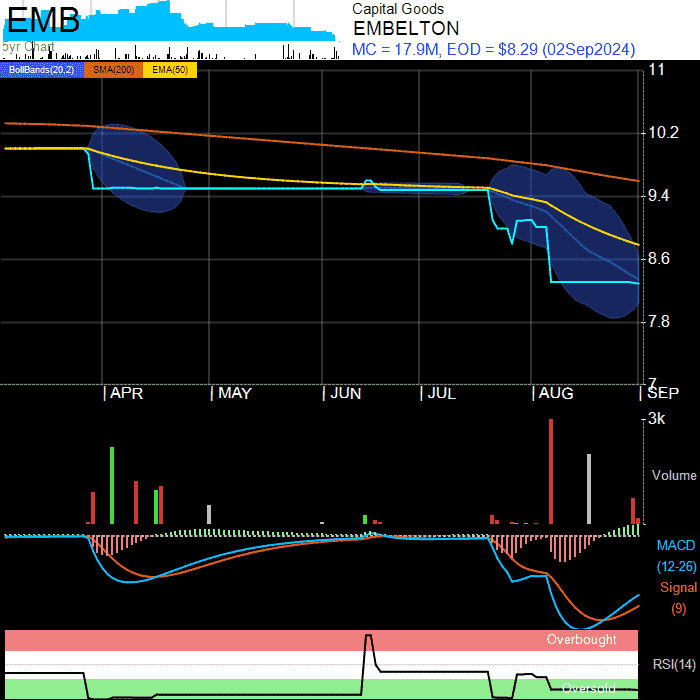 EMB
5yr Chart
Capital Goods
EMBELTON
MC = 17.9M, EOD = $8.29 (02Sep2024)
BollBands(20,2) SMA(200) EMA(50)
11
10.2
9.4
8.6
7.8
7
APR MAY JUN JUL AUG SEP
3k
Volume
MACD
(12-26)
Signal
(9)
Overbought
RSI(14)
Oversold